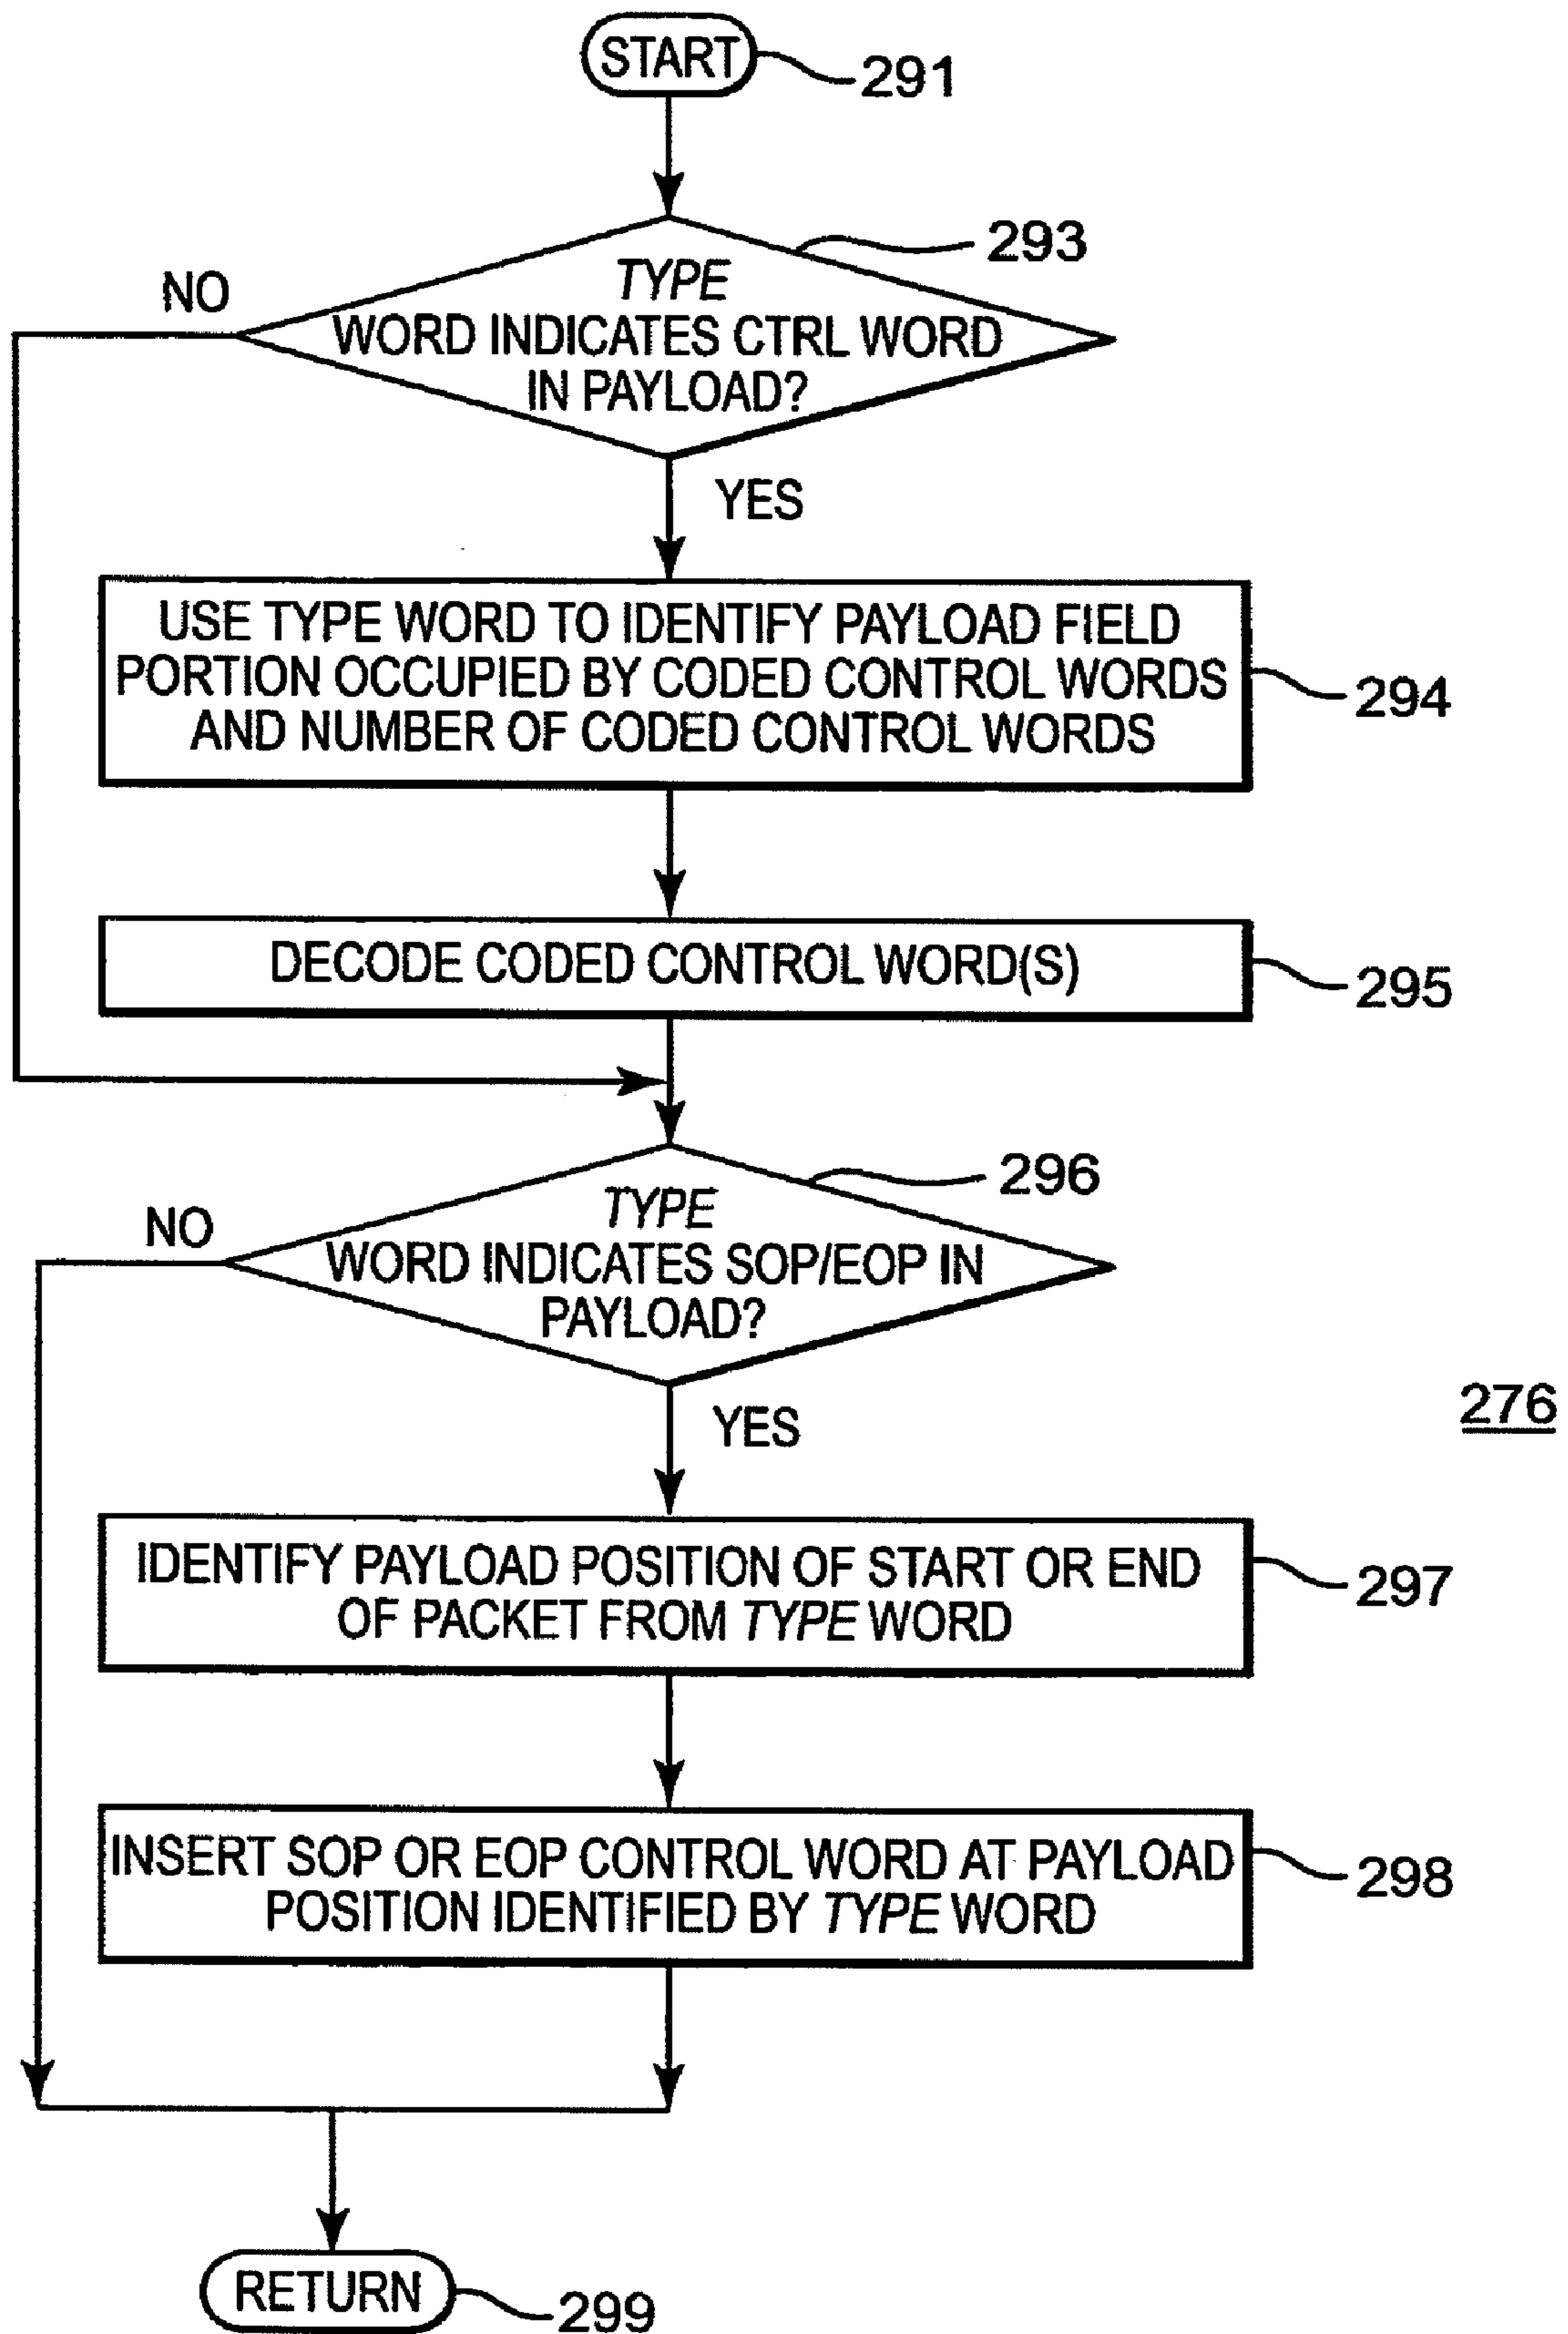 START
291
293
NO
TYPE
WORD INDICATES CTRL WORD
IN PAYLOAD?
YES
USE TYPE WORD TO IDENTIFY PAYLOAD FIELD
PORTION OCCUPIED BY CODED CONTROL WORDS
AND NUMBER OF CODED CONTROL WORDS
294
DECODE CODED CONTROL WORD(S)
295
296
NO
TYPE
WORD INDICATES SOP/EOP IN
PAYLOAD?
YES
276
IDENTIFY PAYLOAD POSITION OF START OR END
OF PACKET FROM TYPE WORD
297
INSERT SOP OR EOP CONTROL WORD AT PAYLOAD
POSITION IDENTIFIED BY TYPE WORD
298
RETURN
299